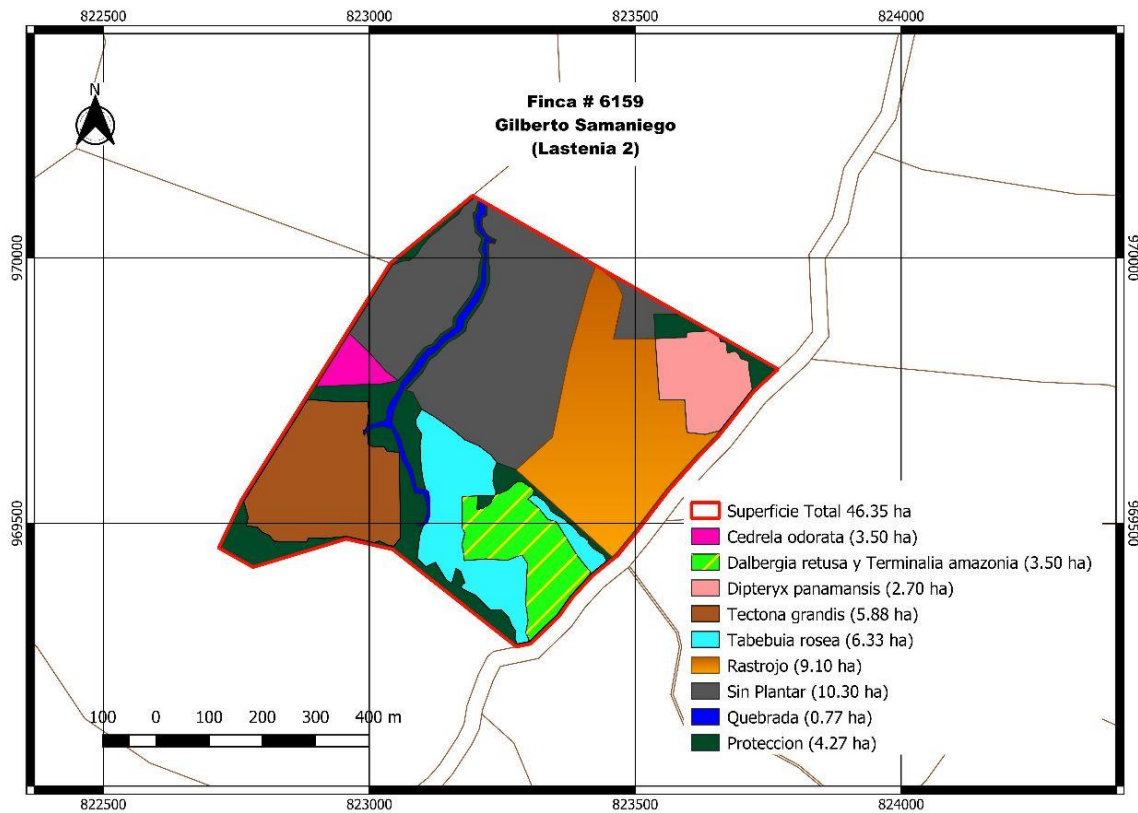 822500 823000 823500 824000
N
Finca # 6159
Gilberto Samaniego
(Lastenia 2)
970000 970000
969500 969500
Superficie Total 46.35 ha
Cedrela odorata (3.50 ha)
Dalbergia retusa y Terminalia amazonia (3.50 ha)
Dipteryx panamansis (2.70 ha)
Tectona grandis (5.88 ha)
Tabebuia rosea (6.33 ha)
Rastrojo (9.10 ha)
Sin Plantar (10.30 ha)
Quebrada (0.77 ha)
Proteccion (4.27 ha)
100 0 100 200 300 400 m
822500 823000 823500 824000